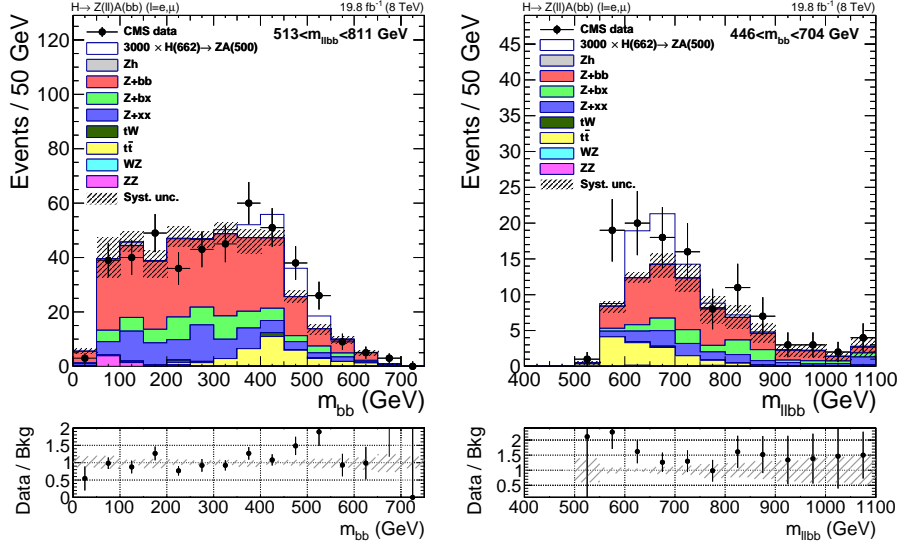 H→ Z(ll)A(bb) (l=e,μ) 19.8 fb⁻¹ (8 TeV)
Events / 50 GeV
120
100
80
60
40
20
0
513<m_llbb<811 GeV
CMS data
3000 × H(662)→ ZA(500)
Zh
Z+bb
Z+bx
Z+xx
tW
tt̄
WZ
ZZ
Syst. unc.
0 100 200 300 400 500 600 700
m_bb (GeV)
Data / Bkg
2
1.5
1
0.5
0
0 100 200 300 400 500 600 700
m_bb (GeV)
H→ Z(ll)A(bb) (l=e,μ) 19.8 fb⁻¹ (8 TeV)
Events / 50 GeV
45
40
35
30
25
20
15
10
5
0
446<m_bb<704 GeV
CMS data
3000 × H(662)→ ZA(500)
Zh
Z+bb
Z+bx
Z+xx
tW
tt̄
WZ
ZZ
Syst. unc.
400 500 600 700 800 900 1000 1100
m_llbb (GeV)
Data / Bkg
2
1.5
1
0.5
400 500 600 700 800 900 1000 1100
m_llbb (GeV)